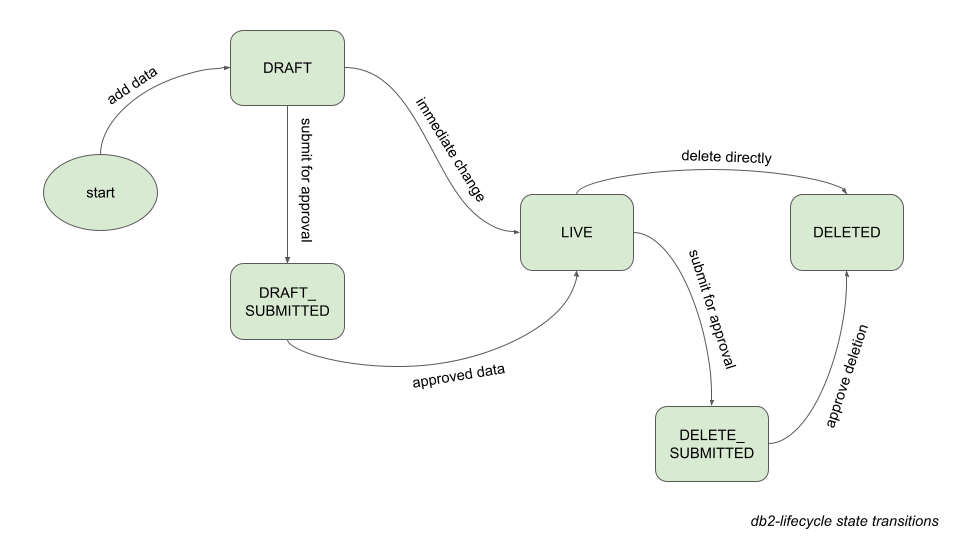 DRAFT
add data
immediate change
submit for approval
start
delete directly
LIVE
DELETED
submit for approval
DRAFT_
SUBMITTED
approved data
approve deletion
DELETE_
SUBMITTED
db2-lifecycle state transitions